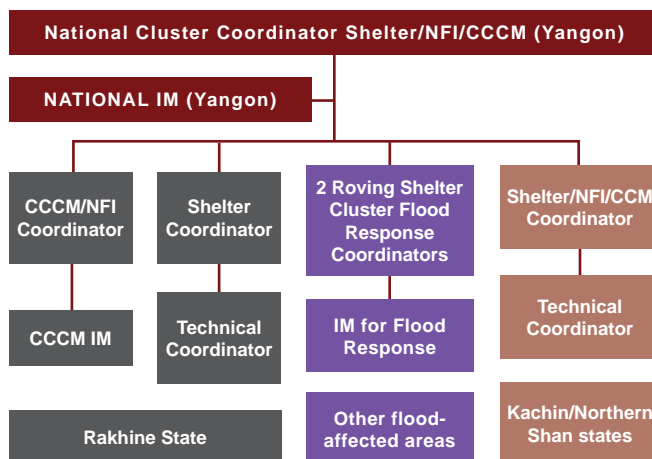 National Cluster Coordinator Shelter/NFI/CCCM (Yangon)
NATIONAL IM (Yangon)
CCCM/NFI
Coordinator
Shelter
Coordinator
2 Roving Shelter
Cluster Flood
Response
Coordinators
Shelter/NFI/CCM
Coordinator
CCCM IM
Technical
Coordinator
IM for Flood
Response
Technical
Coordinator
Rakhine State
Other flood-
affected areas
Kachin/Northern
Shan states